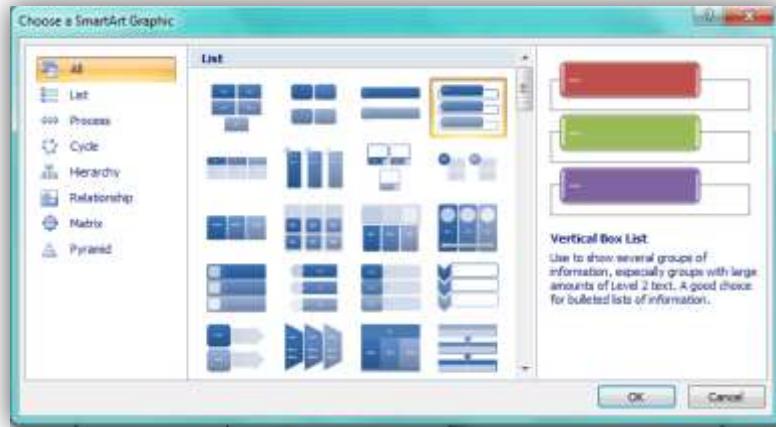 Choose a SmartArt Graphic
All
List
Process
Cycle
Hierarchy
Relationship
Matrix
Pyramid
List
Vertical Box List
Use to show several groups of
information, especially groups with large
amounts of Level 2 text. A good choice
for bulleted lists of information.
OK
Cancel